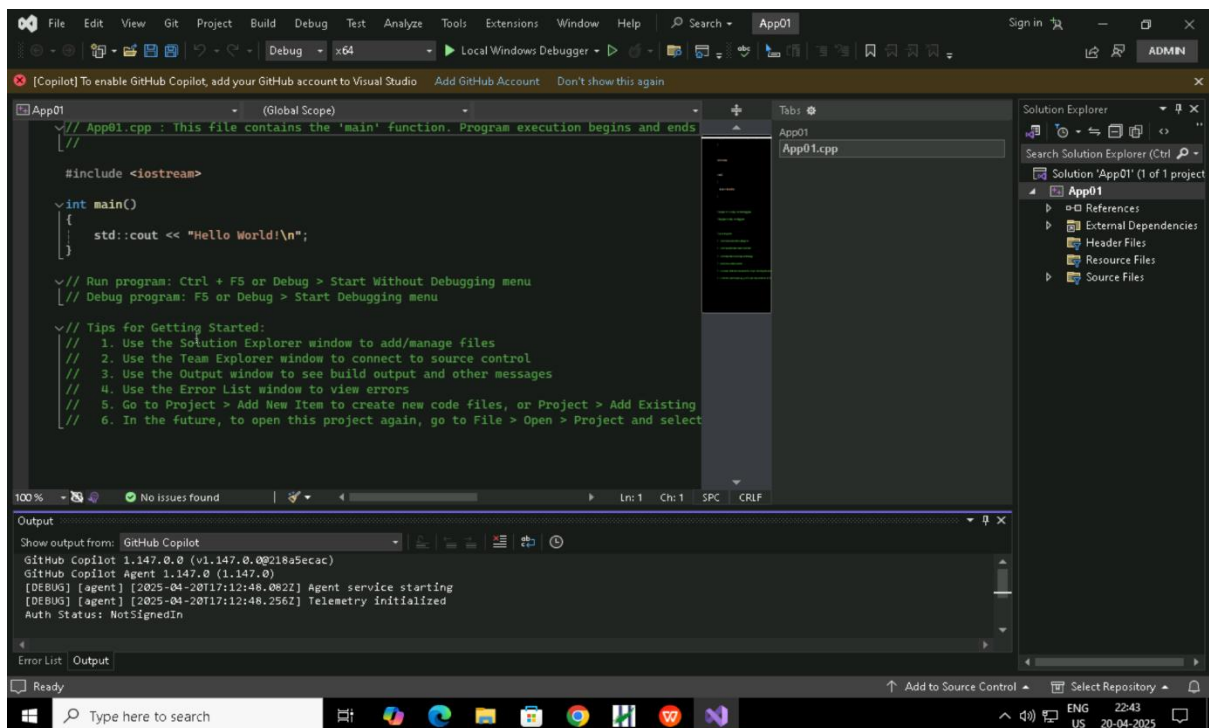 File Edit View Git Project Build Debug Test Analyze Tools Extensions Window Help Search App01 Sign in
Debug x64 Local Windows Debugger ADMIN
[Copilot] To enable GitHub Copilot, add your GitHub account to Visual Studio Add GitHub Account Don't show this again
App01 (Global Scope)
// App01.cpp : This file contains the 'main' function. Program execution begins and ends
//
#include <iostream>
int main()
{
std::cout << "Hello World!\n";
}
// Run program: Ctrl + F5 or Debug > Start Without Debugging menu
// Debug program: F5 or Debug > Start Debugging menu
// Tips for Getting Started:
// 1. Use the Solution Explorer window to add/manage files
// 2. Use the Team Explorer window to connect to source control
// 3. Use the Output window to see build output and other messages
// 4. Use the Error List window to view errors
// 5. Go to Project > Add New Item to create new code files, or Project > Add Existing
// 6. In the future, to open this project again, go to File > Open > Project and select
100 % No issues found Ln: 1 Ch: 1 SPC CRLF
Tabs
App01
App01.cpp
Solution Explorer
Search Solution Explorer (Ctrl
Solution 'App01' (1 of 1 project
App01
References
External Dependencies
Header Files
Resource Files
Source Files
Output
Show output from: GitHub Copilot
GitHub Copilot 1.147.0.0 (v1.147.0.0@218a5ecac)
GitHub Copilot Agent 1.147.0 (1.147.0)
[DEBUG] [agent] [2025-04-20T17:12:48.082Z] Agent service starting
[DEBUG] [agent] [2025-04-20T17:12:48.256Z] Telemetry initialized
Auth Status: NotSignedIn
Error List Output
Ready Add to Source Control Select Repository
Type here to search ENG 22:43
US 20-04-2025